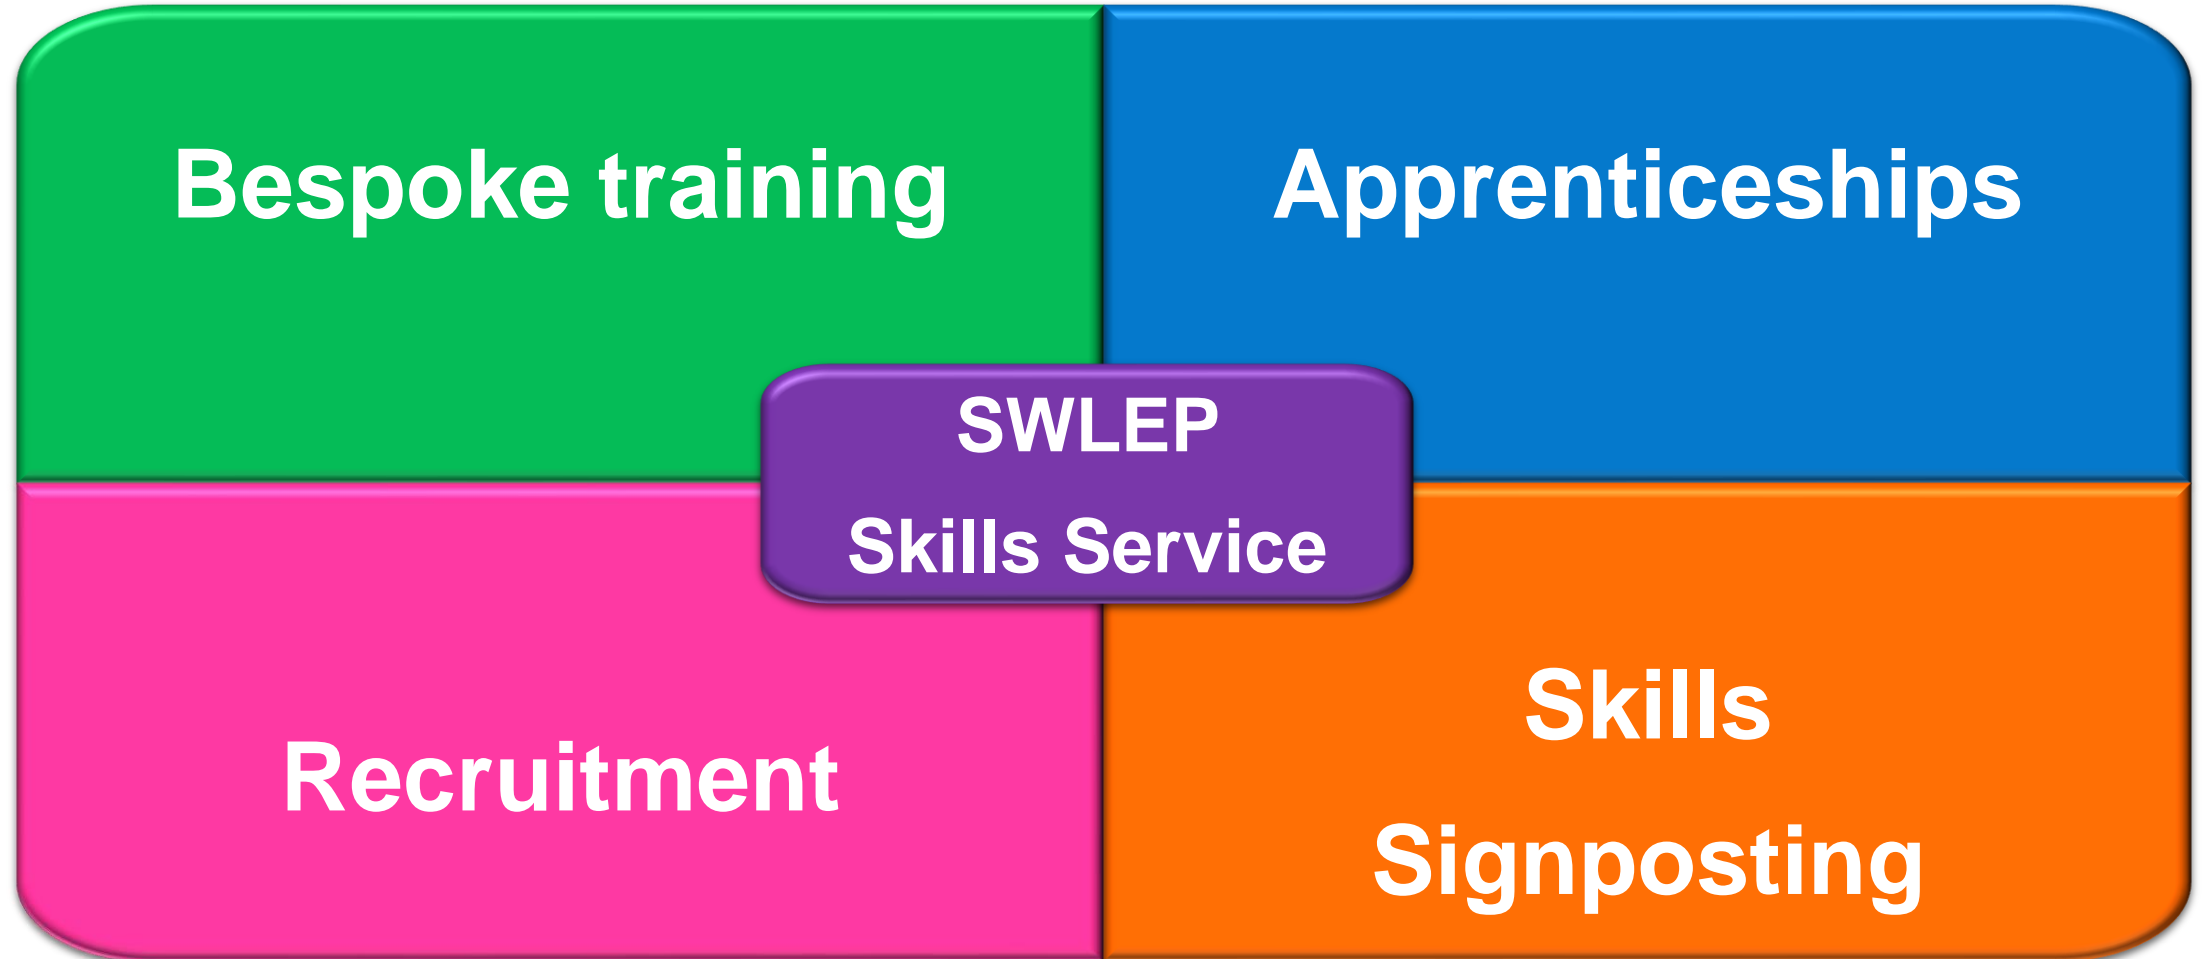 Bespoke training
Apprenticeships
SWLEP
Skills Service
Recruitment
Skills
Signposting